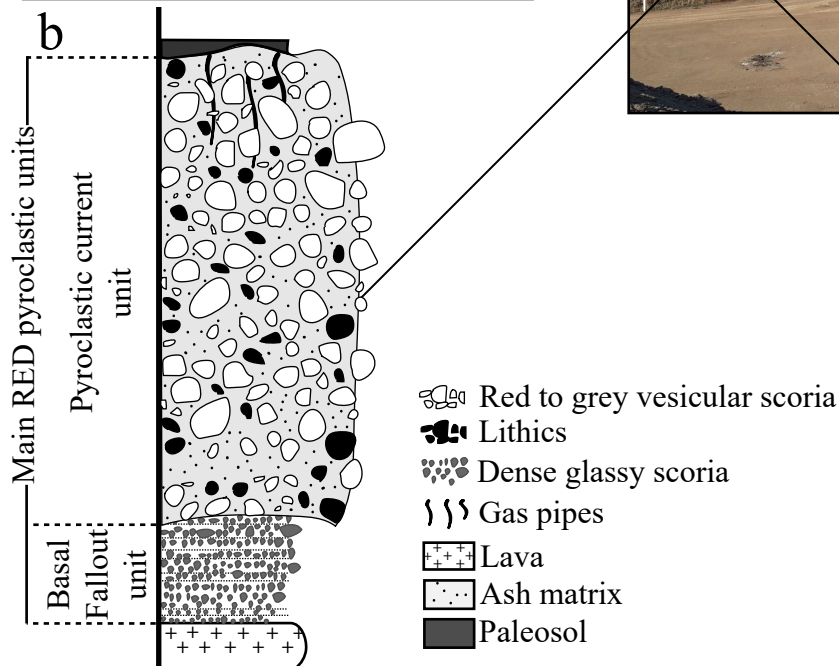 b
Main RED pyroclastic units
Pyroclastic current
unit
Basal
Fallout
unit
Red to grey vesicular scoria
Lithics
Dense glassy scoria
Gas pipes
Lava
Ash matrix
Paleosol